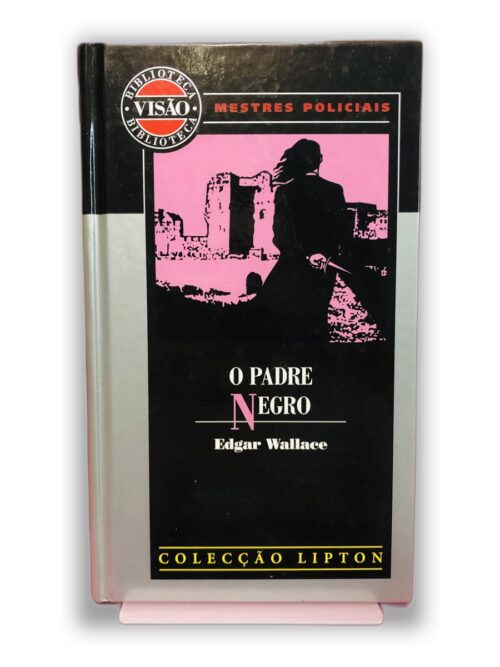 BIBLIOTECA
VISÃO
BIBLIOTECA
MESTRES POLICIAIS
O PADRE
NEGRO
Edgar Wallace
COLECÇÃO LIPTON